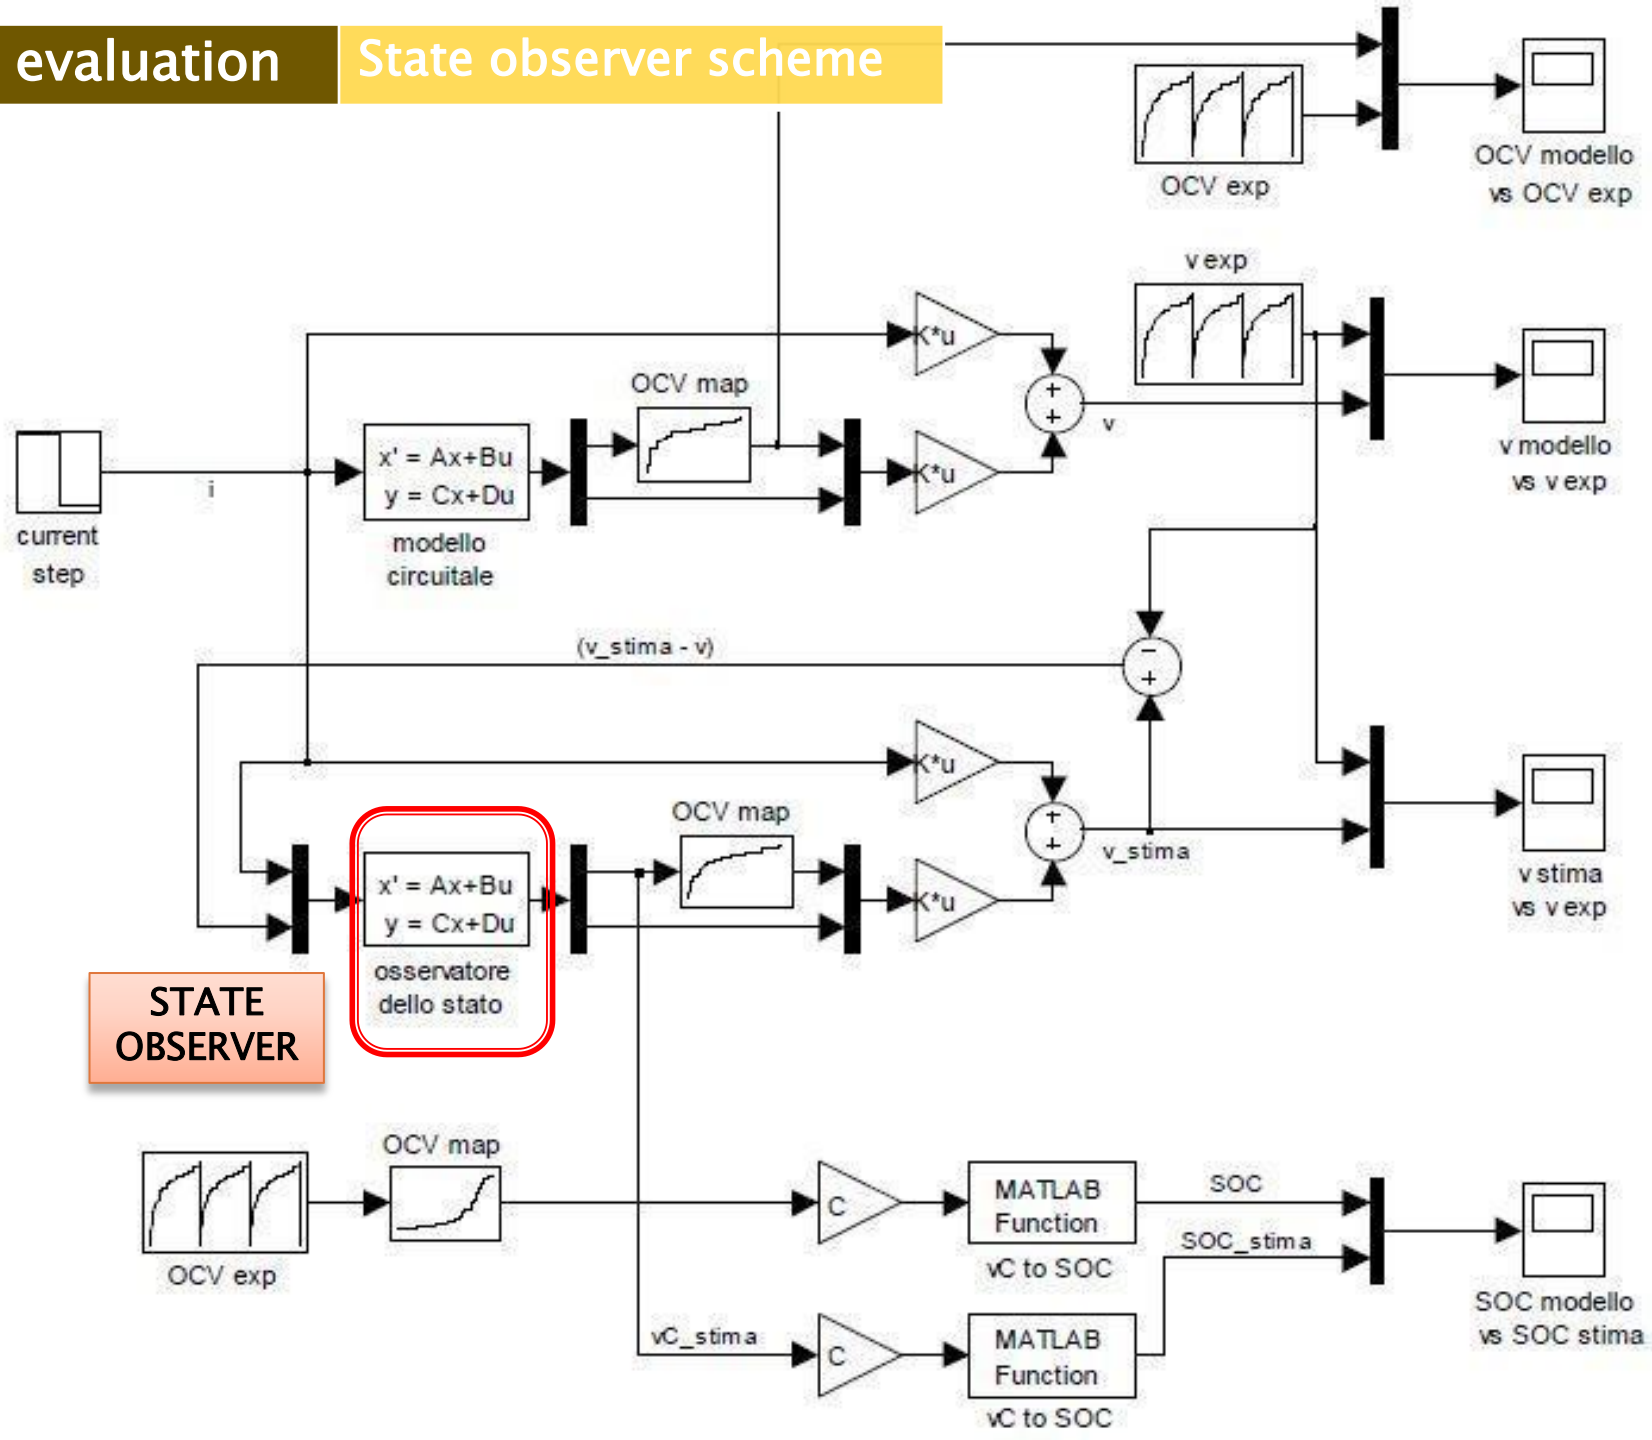 evaluation
State observer scheme
OCV exp
OCV modello
vs OCV exp
v exp
K*u
OCV map
+
+
v
v modello
vs v exp
x' = Ax+Bu
y = Cx+Du
K*u
i
current
step
modello
circuitale
(v_stima - v)
−
+
K*u
OCV map
+
+
v_stima
v stima
vs v exp
x' = Ax+Bu
y = Cx+Du
K*u
osservatore
dello stato
STATE
OBSERVER
OCV map
OCV exp
C
MATLAB
Function
vC to SOC
SOC
SOC_stima
SOC modello
vs SOC stima
vC_stima
C
MATLAB
Function
vC to SOC